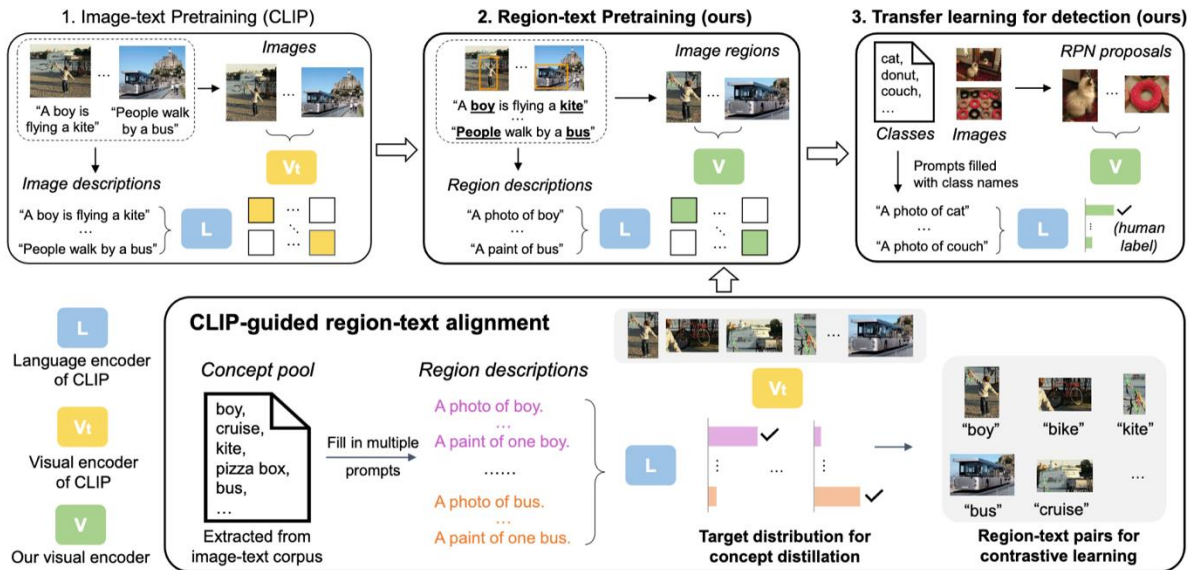 1. Image-text Pretraining (CLIP)
Images
...
"A boy is
flying a kite"
"People walk
by a bus"
...
Vt
Image descriptions
"A boy is flying a kite"
...
"People walk by a bus"
L
...
...
2. Region-text Pretraining (ours)
Image regions
...
"A boy is flying a kite"
...
"People walk by a bus"
...
V
Region descriptions
"A photo of boy"
...
"A paint of bus"
L
...
...
3. Transfer learning for detection (ours)
cat,
donut,
couch,
...
Classes
Images
RPN proposals
...
V
Prompts filled
with class names
"A photo of cat"
...
"A photo of couch"
L
(human
label)
L
Language encoder
of CLIP
Vt
Visual encoder
of CLIP
V
Our visual encoder
CLIP-guided region-text alignment
Concept pool
boy,
cruise,
kite,
pizza box,
bus,
...
Extracted from
image-text corpus
Fill in multiple
prompts
Region descriptions
A photo of boy.
...
A paint of one boy.
......
A photo of bus.
...
A paint of one bus.
L
...
Vt
...
Target distribution for
concept distillation
"boy"
"bike"
"kite"
"bus"
"cruise"
...
Region-text pairs for
contrastive learning